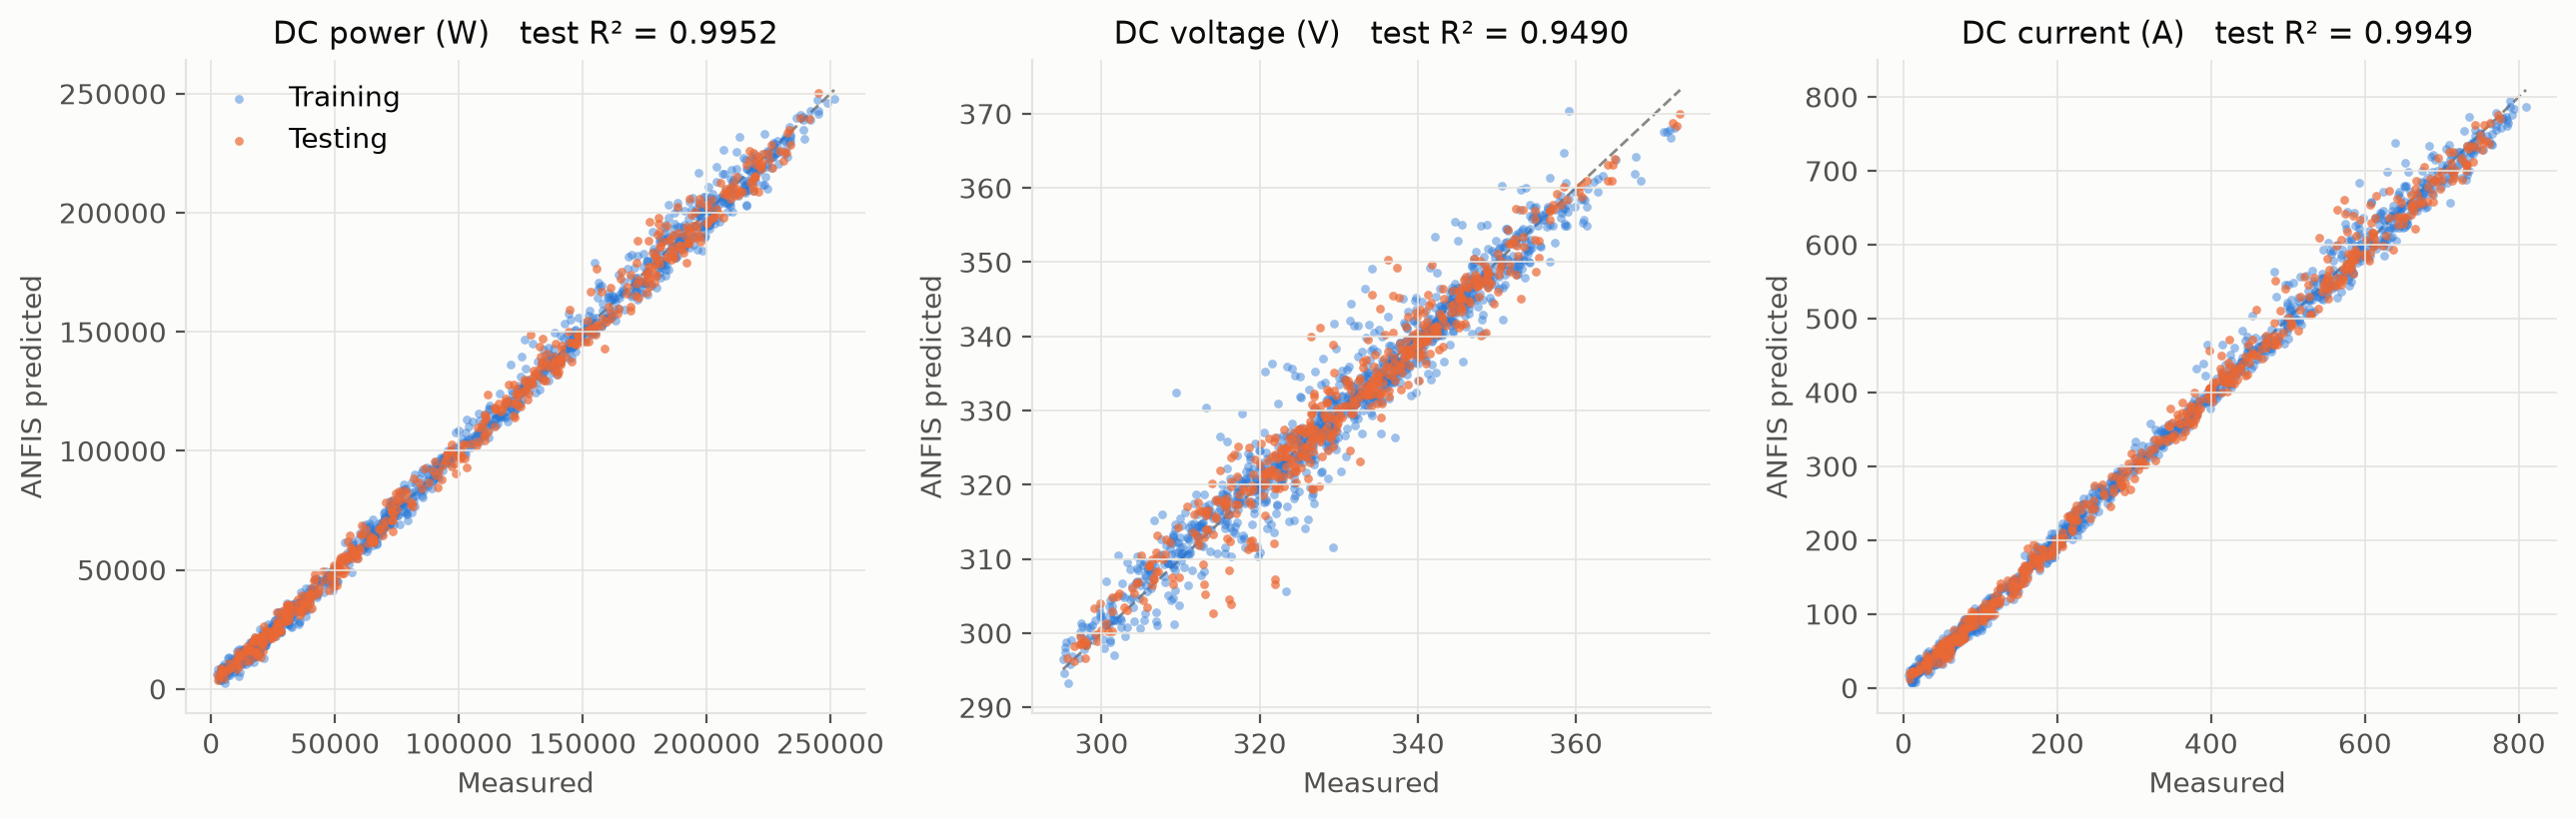 DC power (W) test R² = 0.9952
250000
200000
150000
100000
50000
0
ANFIS predicted
Training
Testing
0 50000 100000 150000 200000 250000
Measured
DC voltage (V) test R² = 0.9490
370
360
350
340
330
320
310
300
290
ANFIS predicted
300 320 340 360
Measured
DC current (A) test R² = 0.9949
800
700
600
500
400
300
200
100
0
ANFIS predicted
0 200 400 600 800
Measured